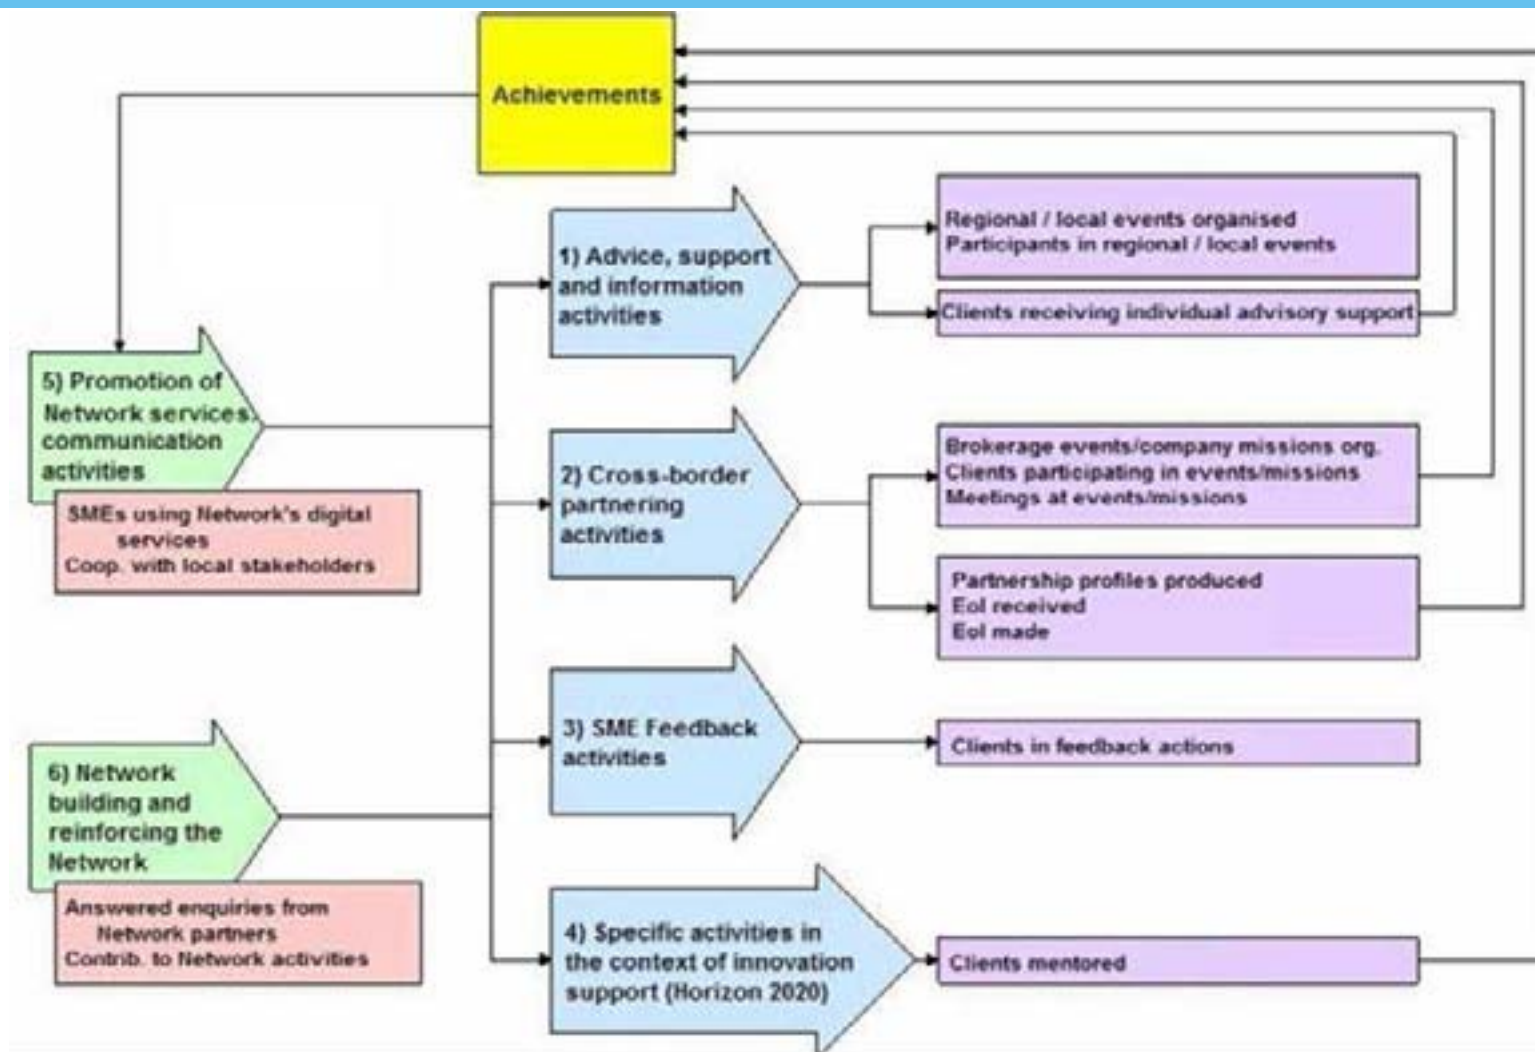 Achievements
1) Advice, support
and information
activities
Regional / local events organised
Participants in regional / local events
Clients receiving individual advisory support
5) Promotion of
Network services,
communication
activities
SMEs using Network's digital
services
Coop. with local stakeholders
2) Cross-border
partnering
activities
Brokerage events/company missions org.
Clients participating in events/missions
Meetings at events/missions
Partnership profiles produced
EoI received
EoI made
3) SME Feedback
activities
Clients in feedback actions
6) Network
building and
reinforcing the
Network
Answered enquiries from
Network partners
Contrib. to Network activities
4) Specific activities in
the context of innovation
support (Horizon 2020)
Clients mentored